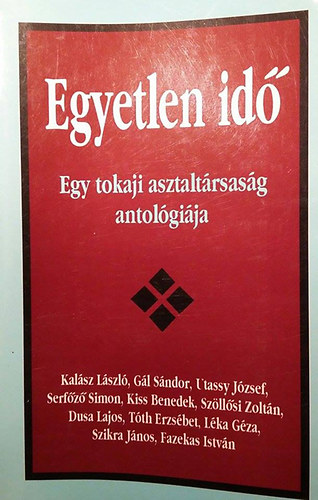 Egyetlen idő
Egy tokaji asztaltársaság
antológiája
Kalász László, Gál Sándor, Utassy József,
Serfőző Simon, Kiss Benedek, Szöllősi Zoltán,
Dusa Lajos, Tóth Erzsébet, Léka Géza,
Szikra János, Fazekas István